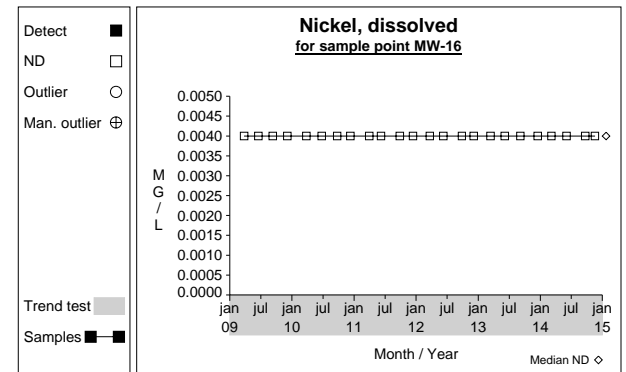 Detect
ND
Outlier
Man. outlier
Trend test
Samples
Nickel, dissolved
for sample point MW-16
0.0050
0.0045
0.0040
0.0035
0.0030
0.0025
0.0020
0.0015
0.0010
0.0005
0.0000
M
G
/
L
jan jul jan jul jan jul jan jul jan jul jan jul jan
09 10 11 12 13 14 15
Month / Year
Median ND